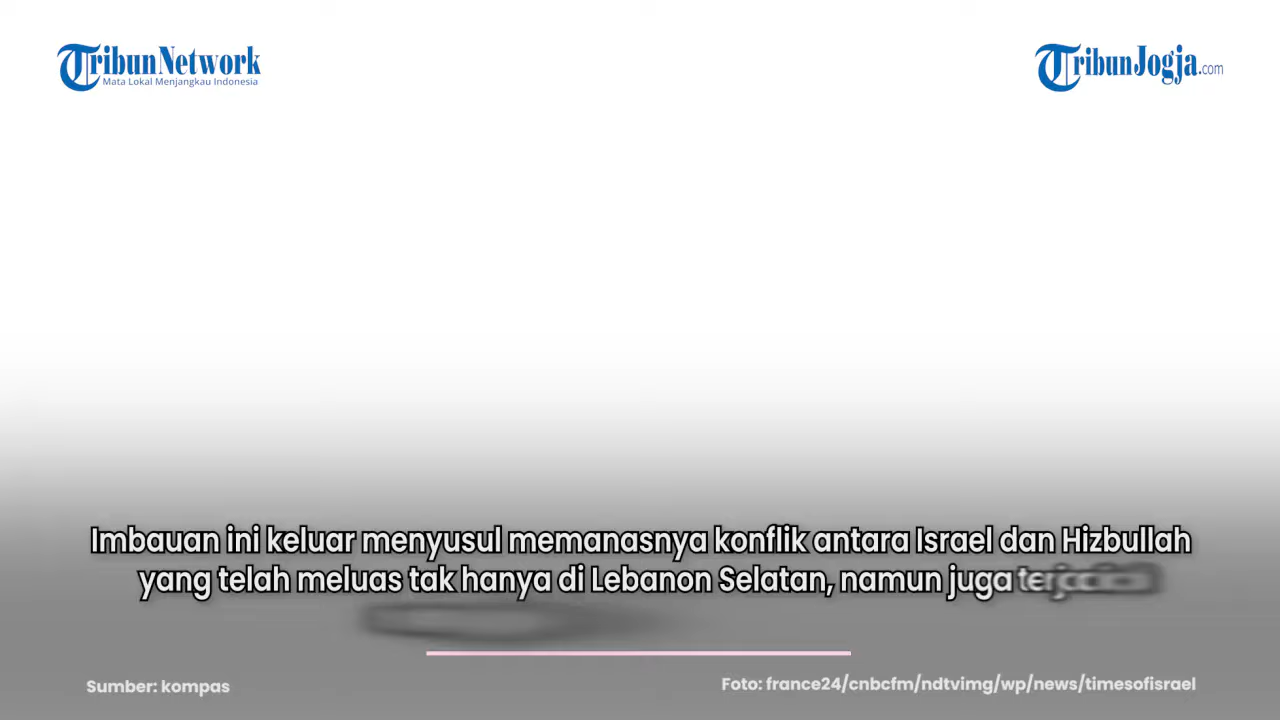 TribunNetwork
Mata Lokal Menjangkau Indonesia
TribunJogja.com
Imbauan ini keluar menyusul memanasnya konflik antara Israel dan Hizbullah
yang telah meluas tak hanya di Lebanon Selatan, namun juga
Sumber: kompas
Foto: france24/cnbcfm/ndtvimg/wp/news/timesofisrael